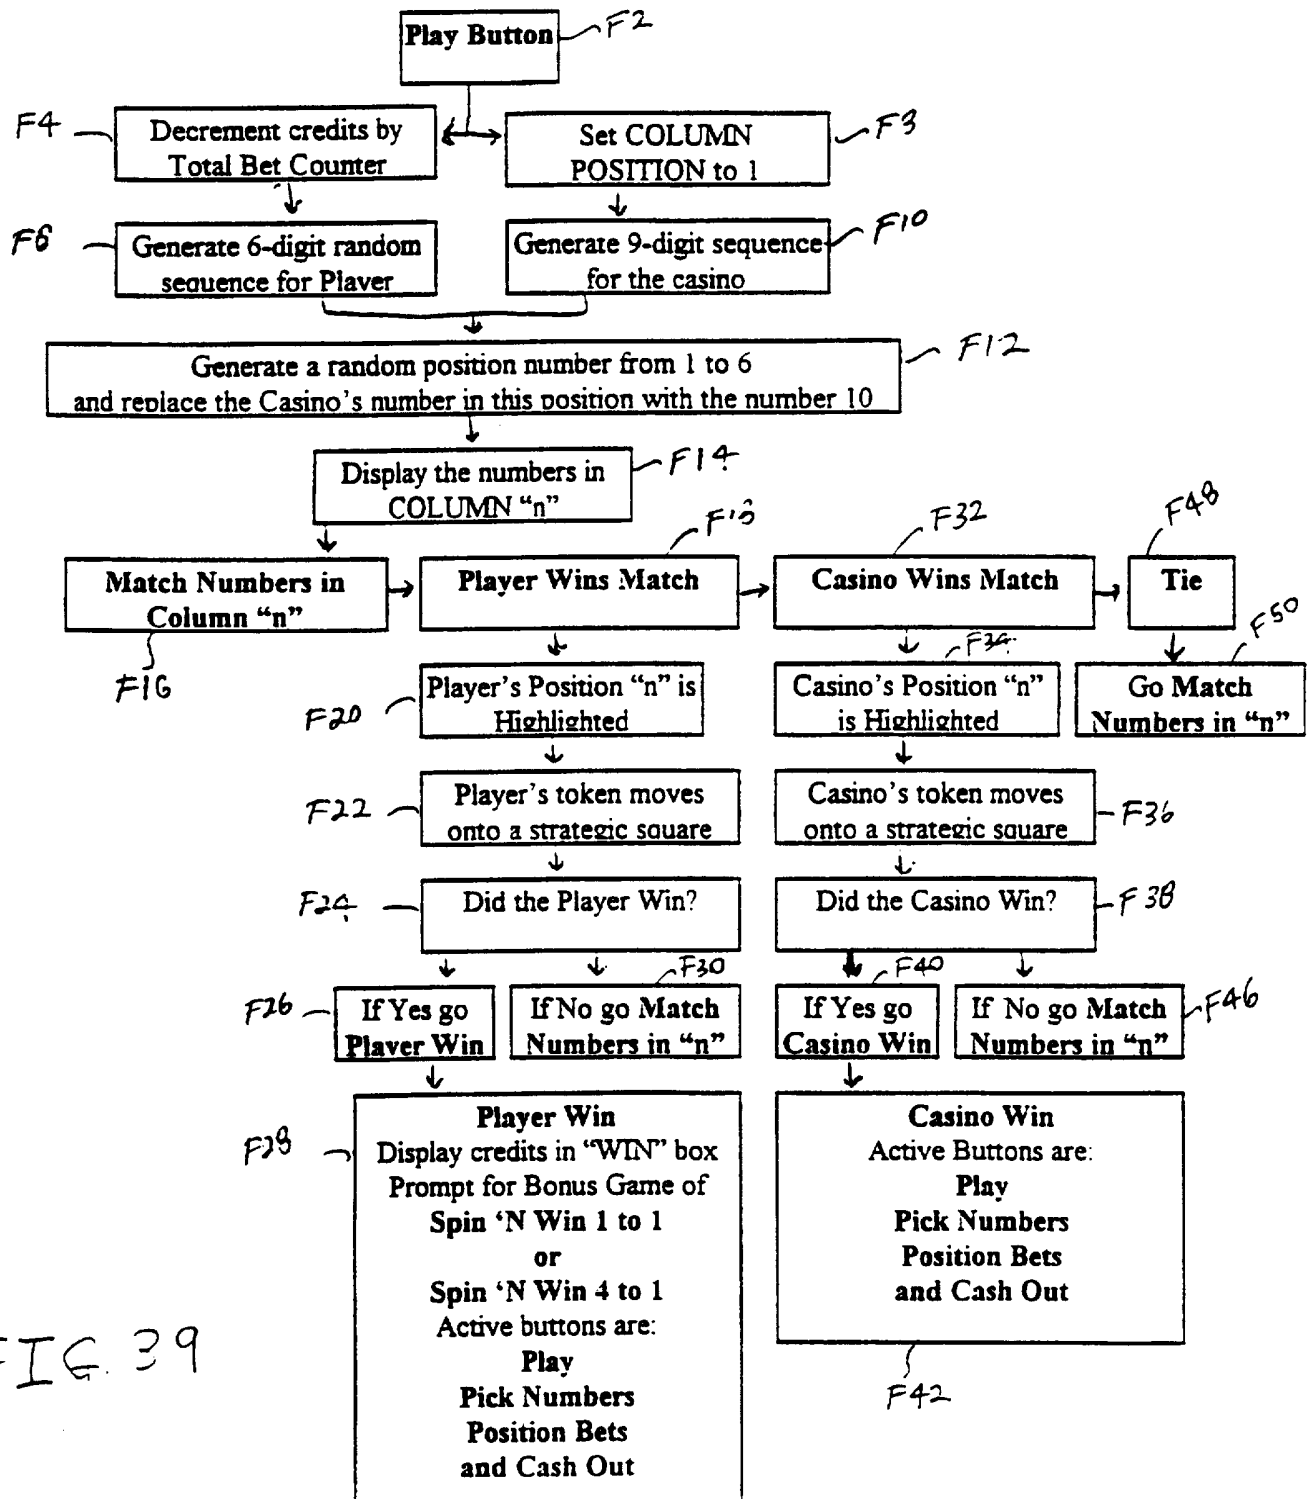 Play Button
F2
F4
Decrement credits by
Total Bet Counter
Set COLUMN
POSITION to 1
F3
F6
Generate 6-digit random
sequence for Player
Generate 9-digit sequence
for the casino
F10
Generate a random position number from 1 to 6
and replace the Casino's number in this position with the number 10
F12
Display the numbers in
COLUMN “n”
F14
Match Numbers in
Column “n”
F16
Player Wins Match
F18
Casino Wins Match
F32
Tie
F48
Player's Position “n” is
Highlighted
F20
Casino's Position “n”
is Highlighted
F34
Go Match
Numbers in “n”
F50
F22
Player's token moves
onto a strategic square
Casino's token moves
onto a strategic square
F36
F24
Did the Player Win?
Did the Casino Win?
F38
F26
If Yes go
Player Win
F30
If No go Match
Numbers in “n”
F40
If Yes go
Casino Win
If No go Match
Numbers in “n”
F46
F28
Player Win
Display credits in “WIN” box
Prompt for Bonus Game of
Spin ‘N Win 1 to 1
or
Spin ‘N Win 4 to 1
Active buttons are:
Play
Pick Numbers
Position Bets
and Cash Out
Casino Win
Active Buttons are:
Play
Pick Numbers
Position Bets
and Cash Out
F42
FIG. 39